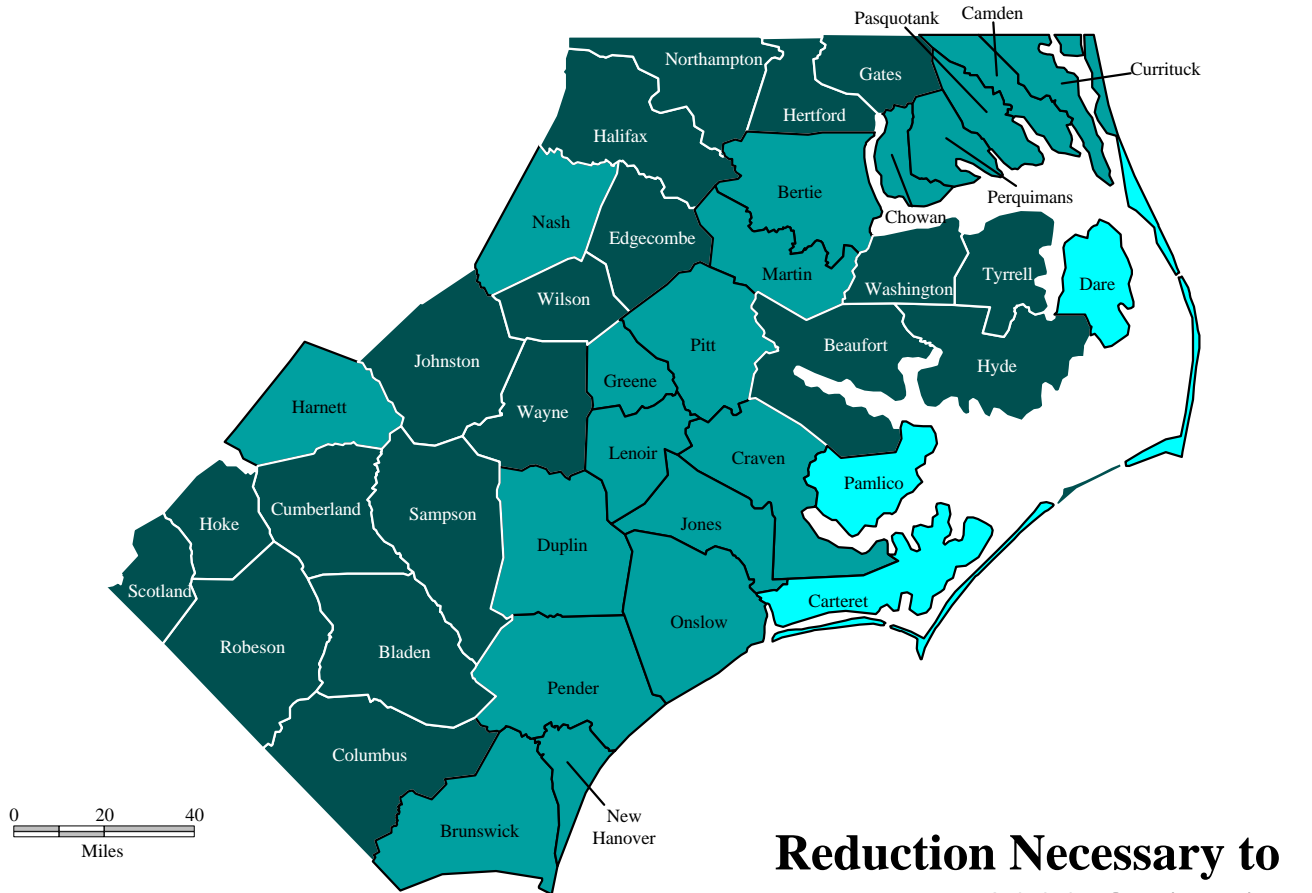 Pasquotank
Camden
Northampton
Gates
Currituck
Hertford
Halifax
Bertie
Perquimans
Chowan
Nash
Edgecombe
Martin
Washington
Tyrrell
Dare
Wilson
Pitt
Beaufort
Johnston
Hyde
Greene
Harnett
Wayne
Lenoir
Craven
Pamlico
Cumberland
Sampson
Hoke
Jones
Duplin
Scotland
Carteret
Onslow
Robeson
Bladen
Pender
Columbus
New
Hanover
Brunswick
0 20 40
Miles
Reduction Necessary to